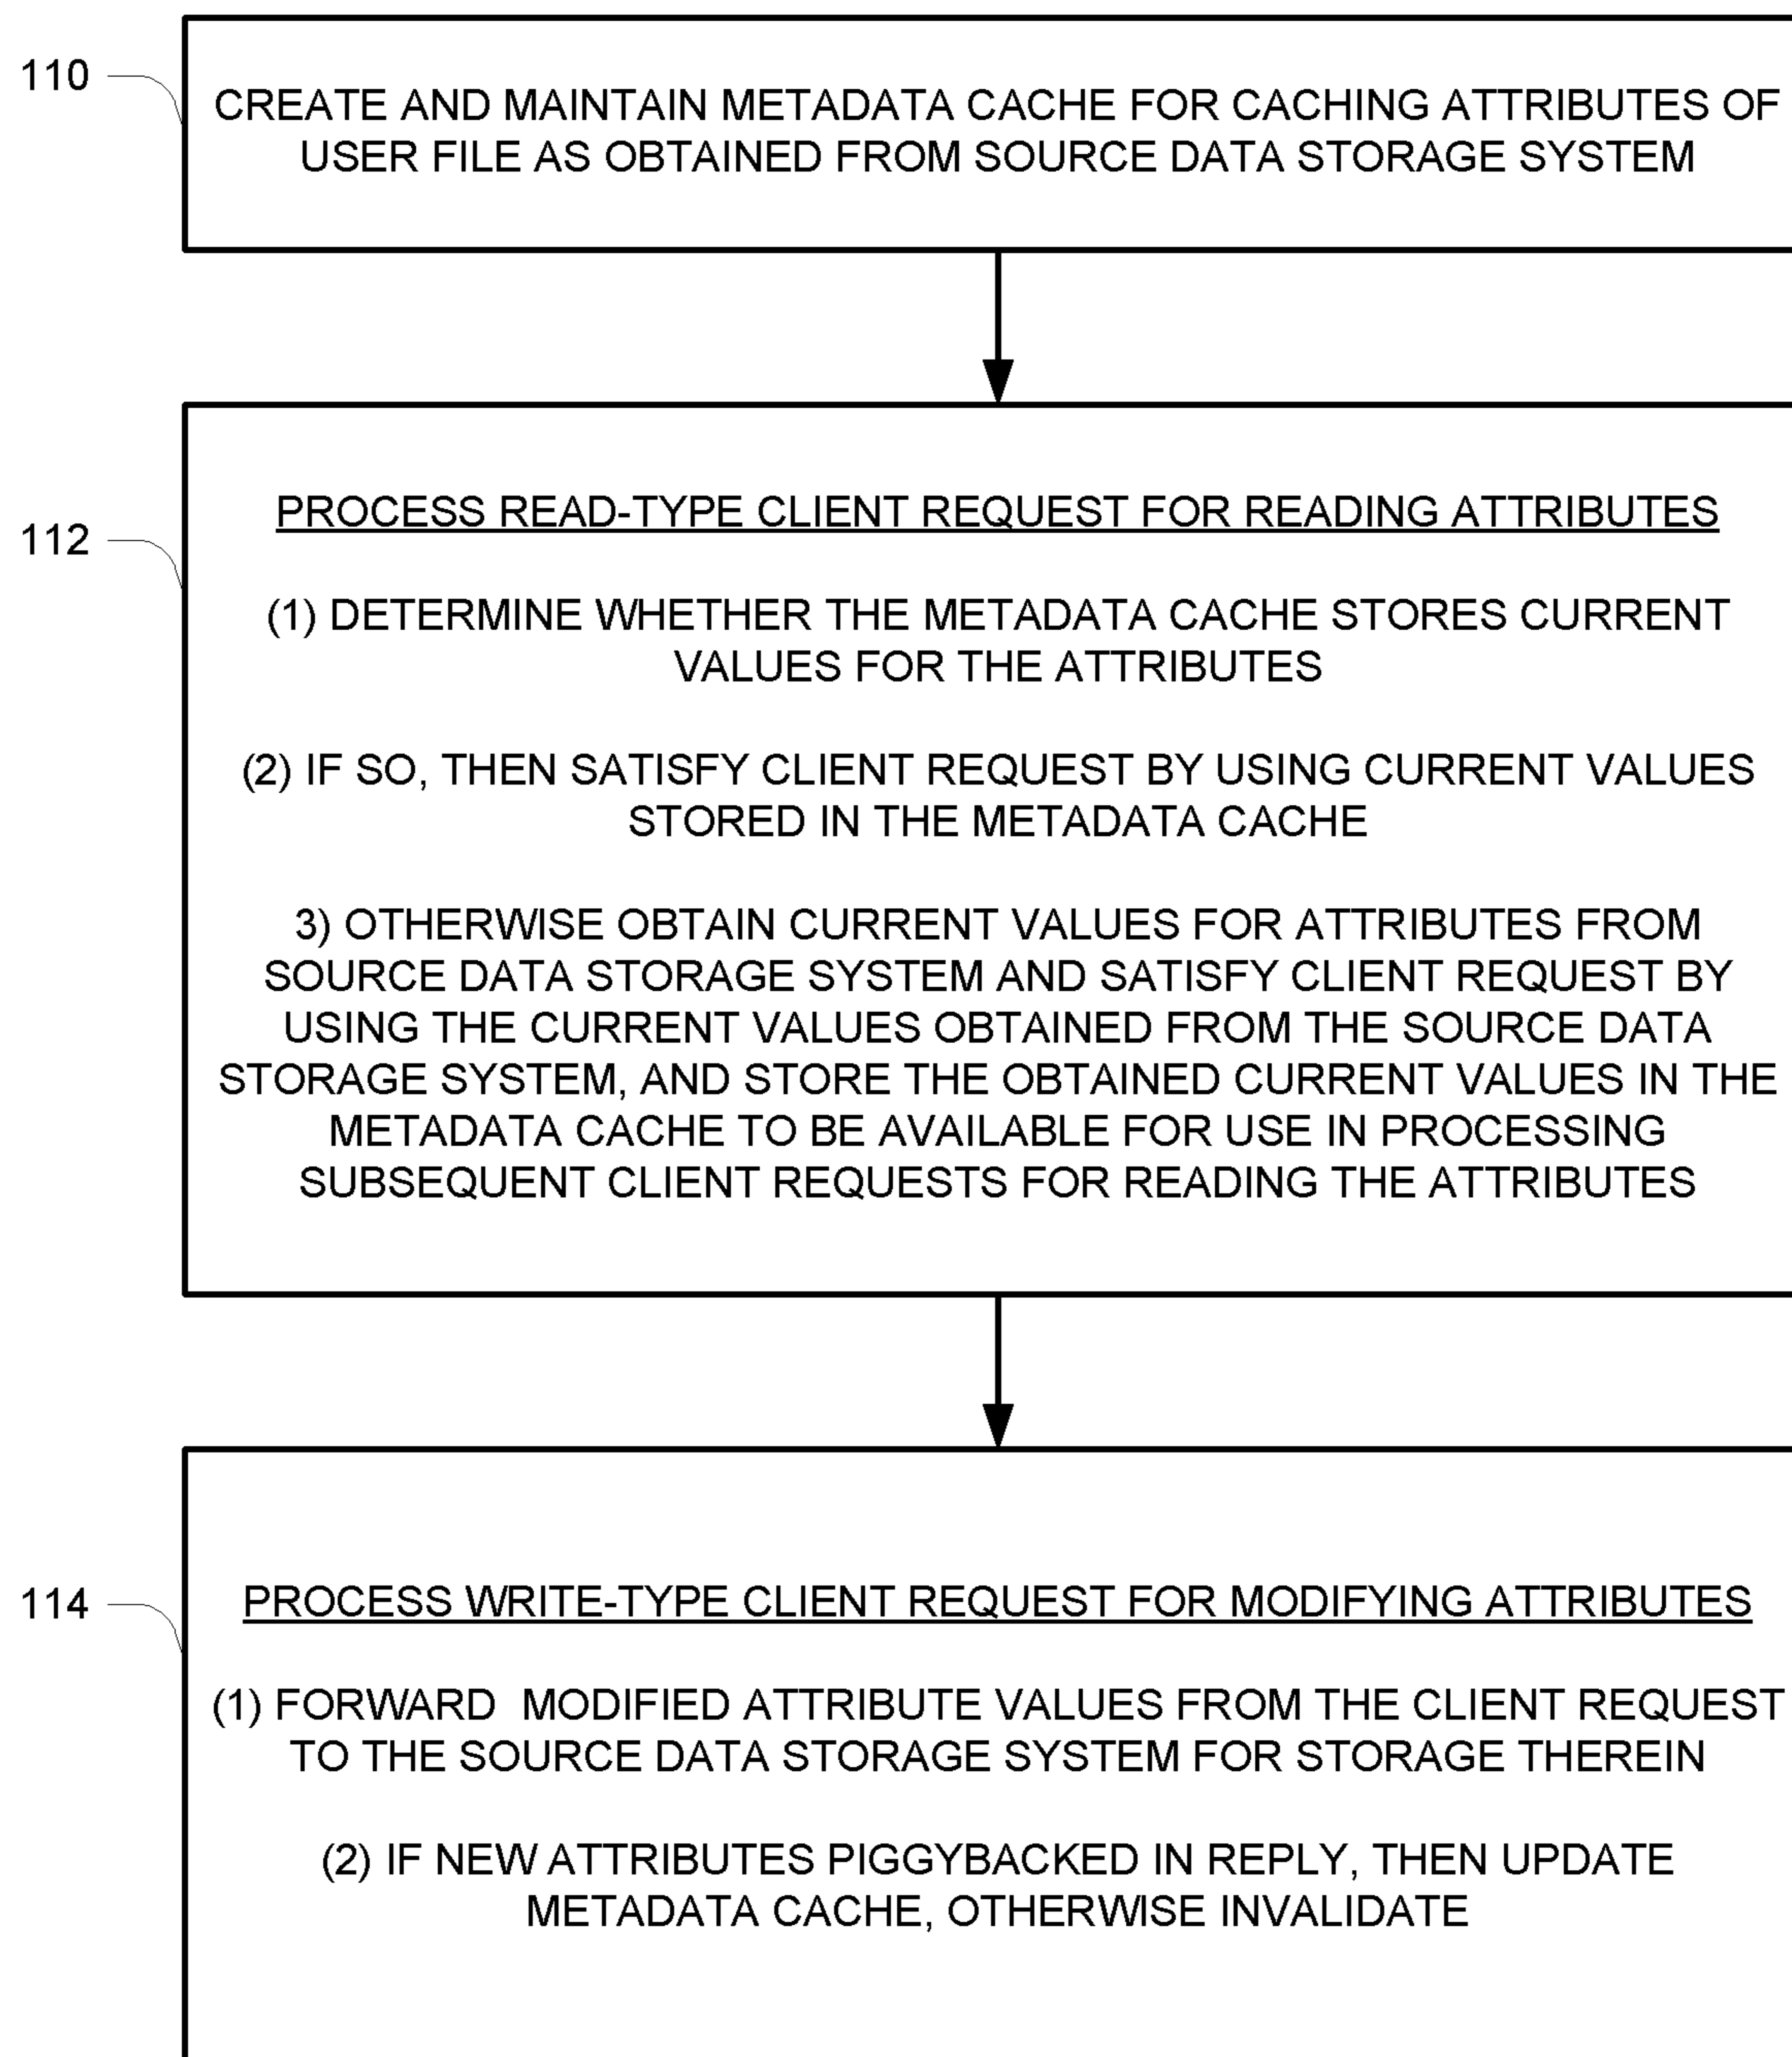 110
CREATE AND MAINTAIN METADATA CACHE FOR CACHING ATTRIBUTES OF
USER FILE AS OBTAINED FROM SOURCE DATA STORAGE SYSTEM
112
PROCESS READ-TYPE CLIENT REQUEST FOR READING ATTRIBUTES
(1) DETERMINE WHETHER THE METADATA CACHE STORES CURRENT
VALUES FOR THE ATTRIBUTES
(2) IF SO, THEN SATISFY CLIENT REQUEST BY USING CURRENT VALUES
STORED IN THE METADATA CACHE
3) OTHERWISE OBTAIN CURRENT VALUES FOR ATTRIBUTES FROM
SOURCE DATA STORAGE SYSTEM AND SATISFY CLIENT REQUEST BY
USING THE CURRENT VALUES OBTAINED FROM THE SOURCE DATA
STORAGE SYSTEM, AND STORE THE OBTAINED CURRENT VALUES IN THE
METADATA CACHE TO BE AVAILABLE FOR USE IN PROCESSING
SUBSEQUENT CLIENT REQUESTS FOR READING THE ATTRIBUTES
114
PROCESS WRITE-TYPE CLIENT REQUEST FOR MODIFYING ATTRIBUTES
(1) FORWARD  MODIFIED ATTRIBUTE VALUES FROM THE CLIENT REQUEST
TO THE SOURCE DATA STORAGE SYSTEM FOR STORAGE THEREIN
(2) IF NEW ATTRIBUTES PIGGYBACKED IN REPLY, THEN UPDATE
METADATA CACHE, OTHERWISE INVALIDATE